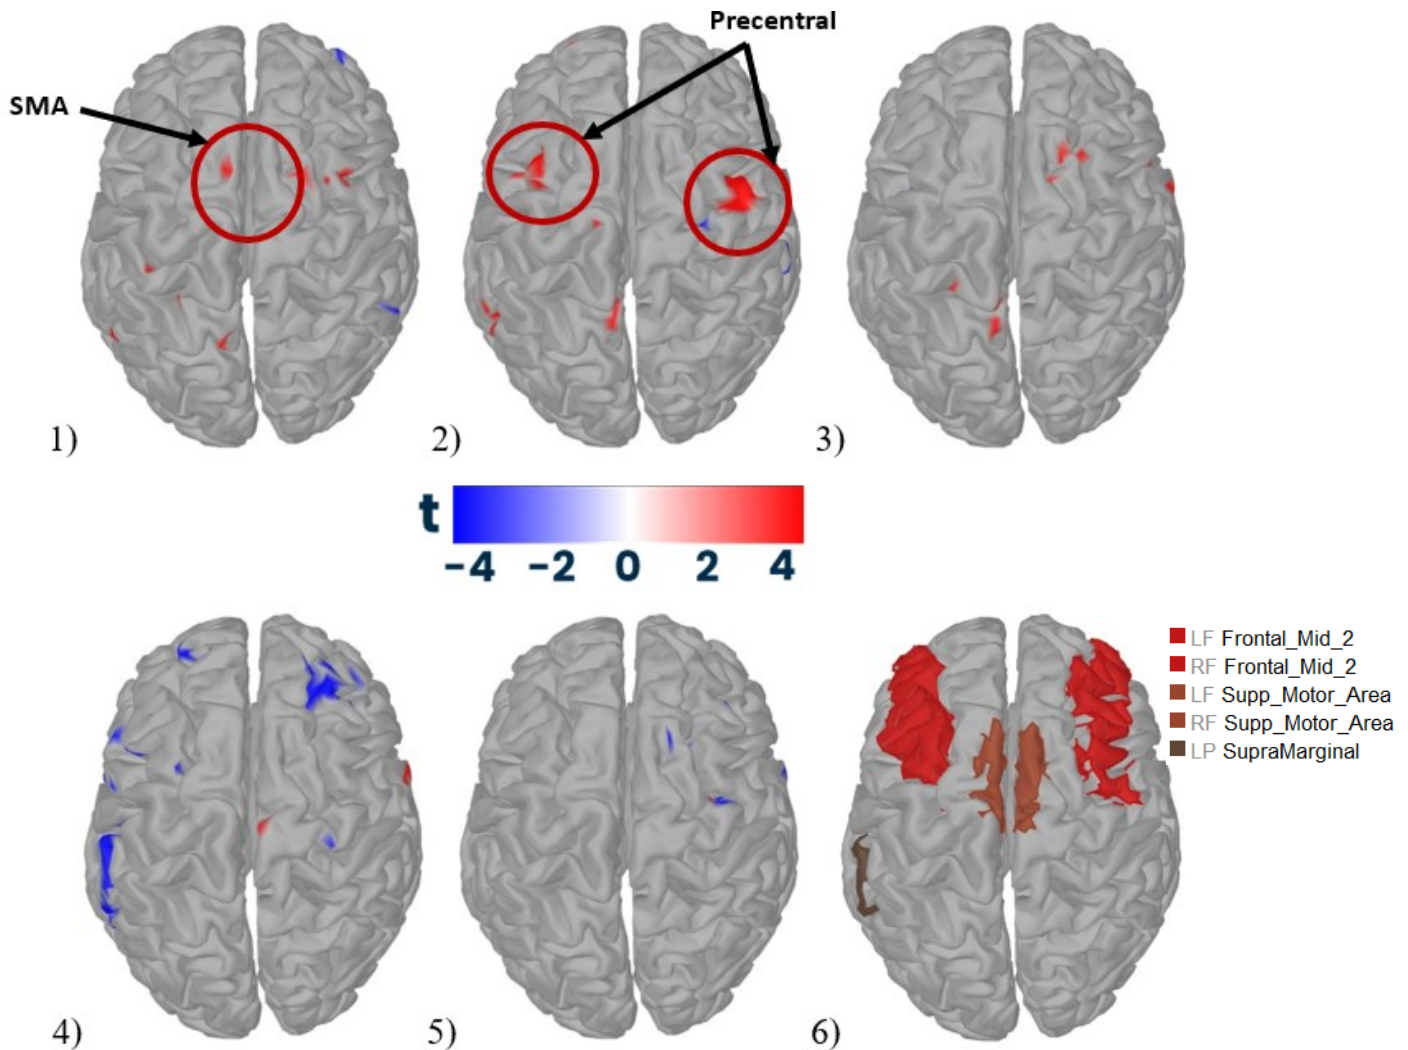 Precentral
SMA
1)
2)
3)
t
−4 −2 0 2 4
LF Frontal_Mid_2
RF Frontal_Mid_2
LF Supp_Motor_Area
RF Supp_Motor_Area
LP SupraMarginal
4)
5)
6)